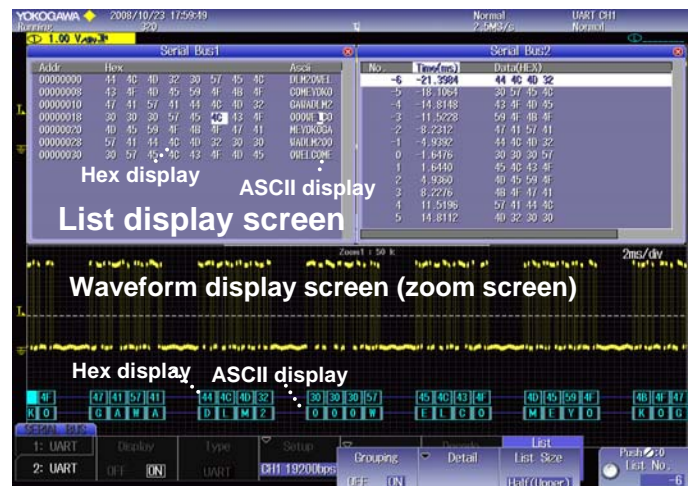 YOKOGAWA 2008/10/23 17:59:49 Normal UART CH1
Running 320 2.5MS/s Normal
1.00 V
Serial Bus1
Addr Hex Ascii
00000000 44 4C 4D 32 30 57 45 4C DLM20WEL
00000008 43 4F 4D 45 59 4F 4B 4F COMEYOKO
00000010 47 41 57 41 44 4C 4D 32 GAWADLM2
00000018 30 30 30 57 45 4C 43 4F 000WELCO
00000020 4D 45 59 4F 4B 4F 47 41 MEYOKOGA
00000028 57 41 44 4C 4D 32 30 30 WADLM200
00000030 30 57 45 4C 43 4F 4D 45 0WELCOME
Hex display
ASCII display
List display screen
Serial Bus2
No. Time(ms) Data(HEX)
-6 -21.3984 44 4C 4D 32
-5 -18.1064 30 57 45 4C
-4 -14.8148 43 4F 4D 45
-3 -11.5228 59 4F 4B 4F
-2 -8.2312 47 41 57 41
-1 -4.9392 44 4C 4D 32
0 -1.6476 30 30 30 57
1 1.6440 45 4C 43 4F
2 4.9360 4D 45 59 4F
3 8.2276 4B 4F 47 41
4 11.5196 57 41 44 4C
5 14.8112 4D 32 30 30
Zoom1 : 50 k 2ms/div
Waveform display screen (zoom screen)
Hex display ASCII display
4F 47 41 57 41 44 4C 4D 32 30 30 30 57 45 4C 43 4F 4D 45 59 4F 4B 4F 47
K O G A W A D L M 2 0 0 0 W E L C O M E Y O K O G
SERIAL BUS
1: UART Display Type Setup Decode List
2: UART OFF ON UART CH1 19200bps
Grouping Detail List Size
OFF ON Half(Upper)
Push :0
List No.
-6